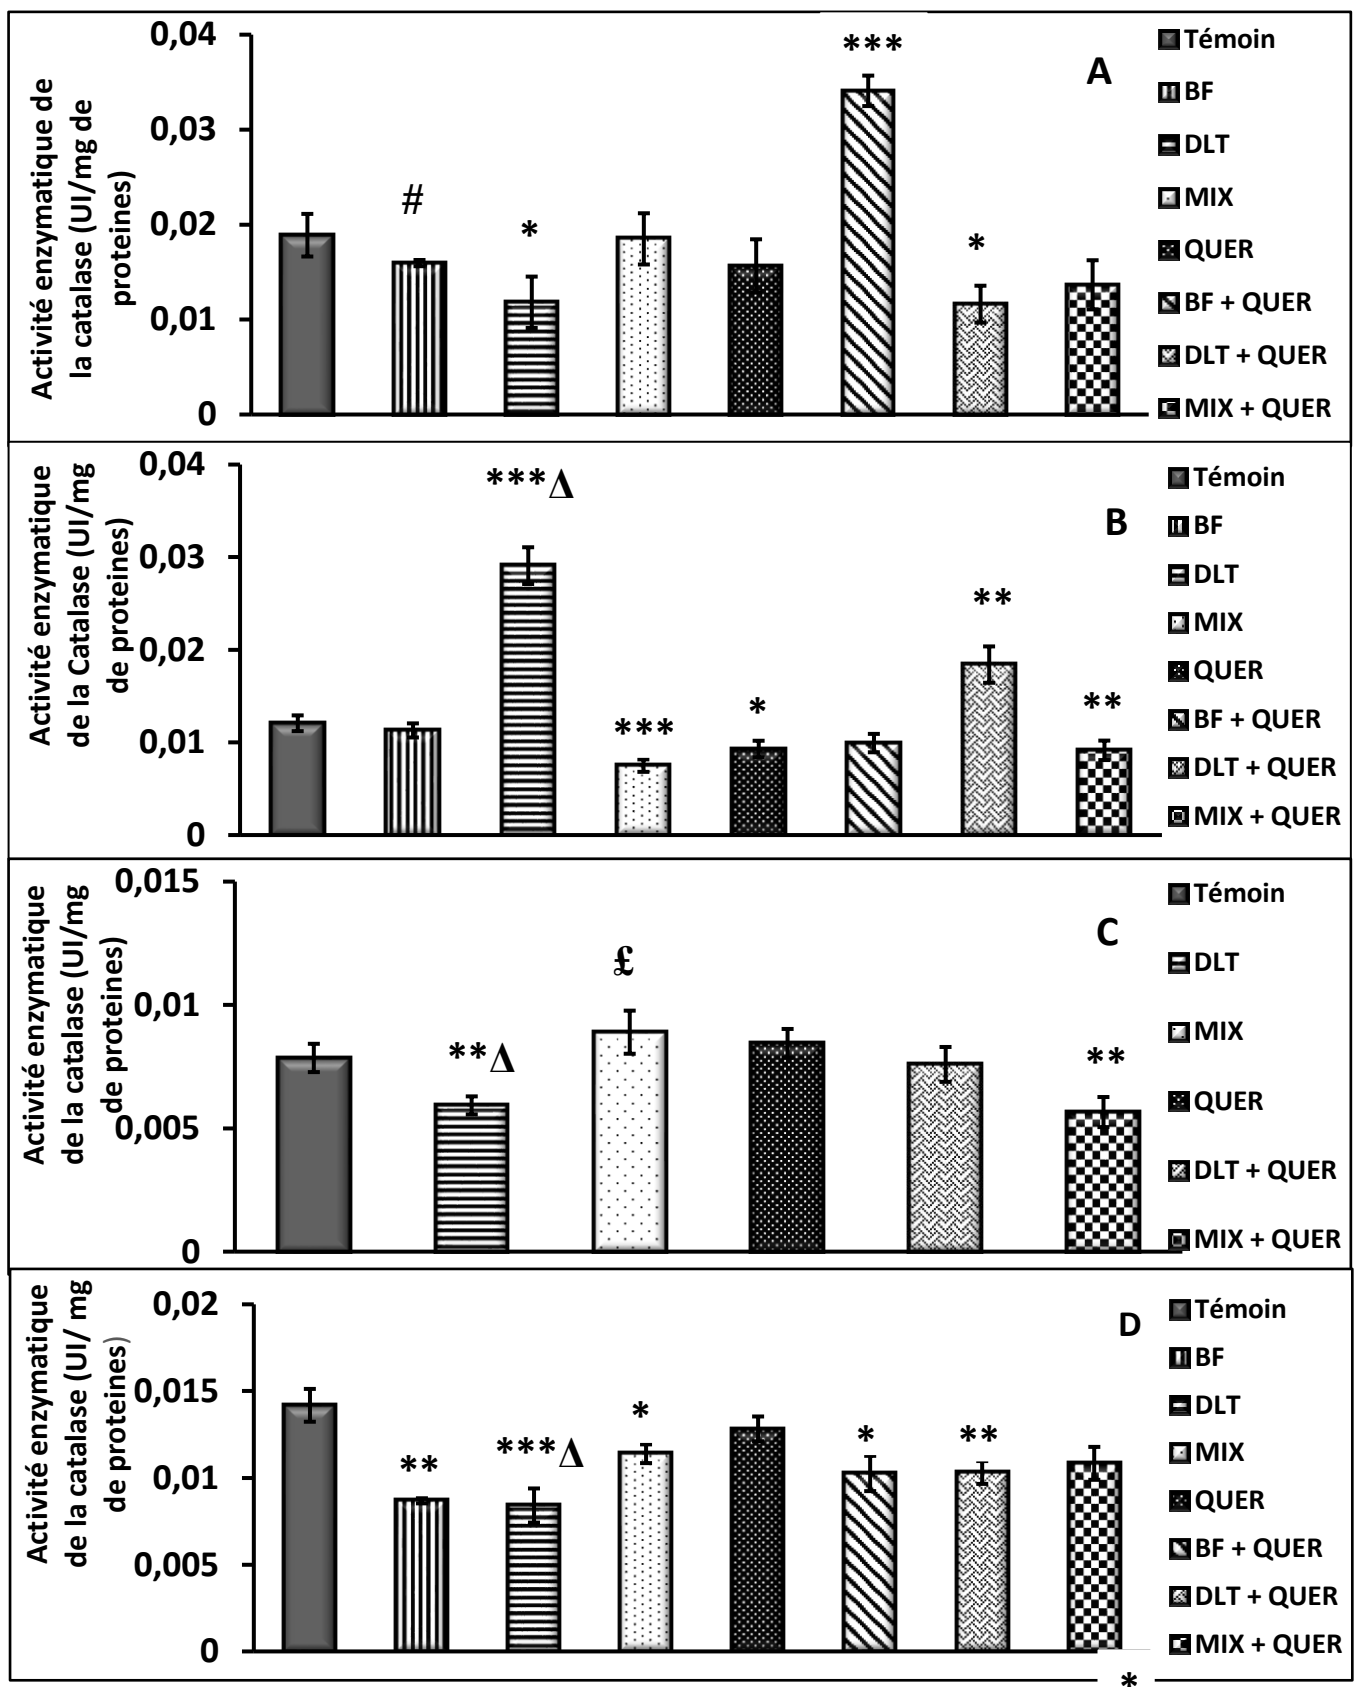 Activité enzymatique de
la catalase (UI/mg de
proteines)
0,04
0,03
0,02
0,01
0
#
*
***
*
A
Témoin
BF
DLT
MIX
QUER
BF + QUER
DLT + QUER
MIX + QUER
Activité enzymatique
de la Catalase (UI/mg
de proteines)
0,04
0,03
0,02
0,01
0
***Δ
***
*
**
**
B
Témoin
BF
DLT
MIX
QUER
BF + QUER
DLT + QUER
MIX + QUER
Activité enzymatique
de la catalase (UI/mg
de proteines)
0,015
0,01
0,005
0
**Δ
£
**
C
Témoin
DLT
MIX
QUER
DLT + QUER
MIX + QUER
Activité enzymatique
de la catalase (UI/ mg
de proteines)
0,02
0,015
0,01
0,005
0
**
***Δ
*
*
**
D
Témoin
BF
DLT
MIX
QUER
BF + QUER
DLT + QUER
MIX + QUER
*